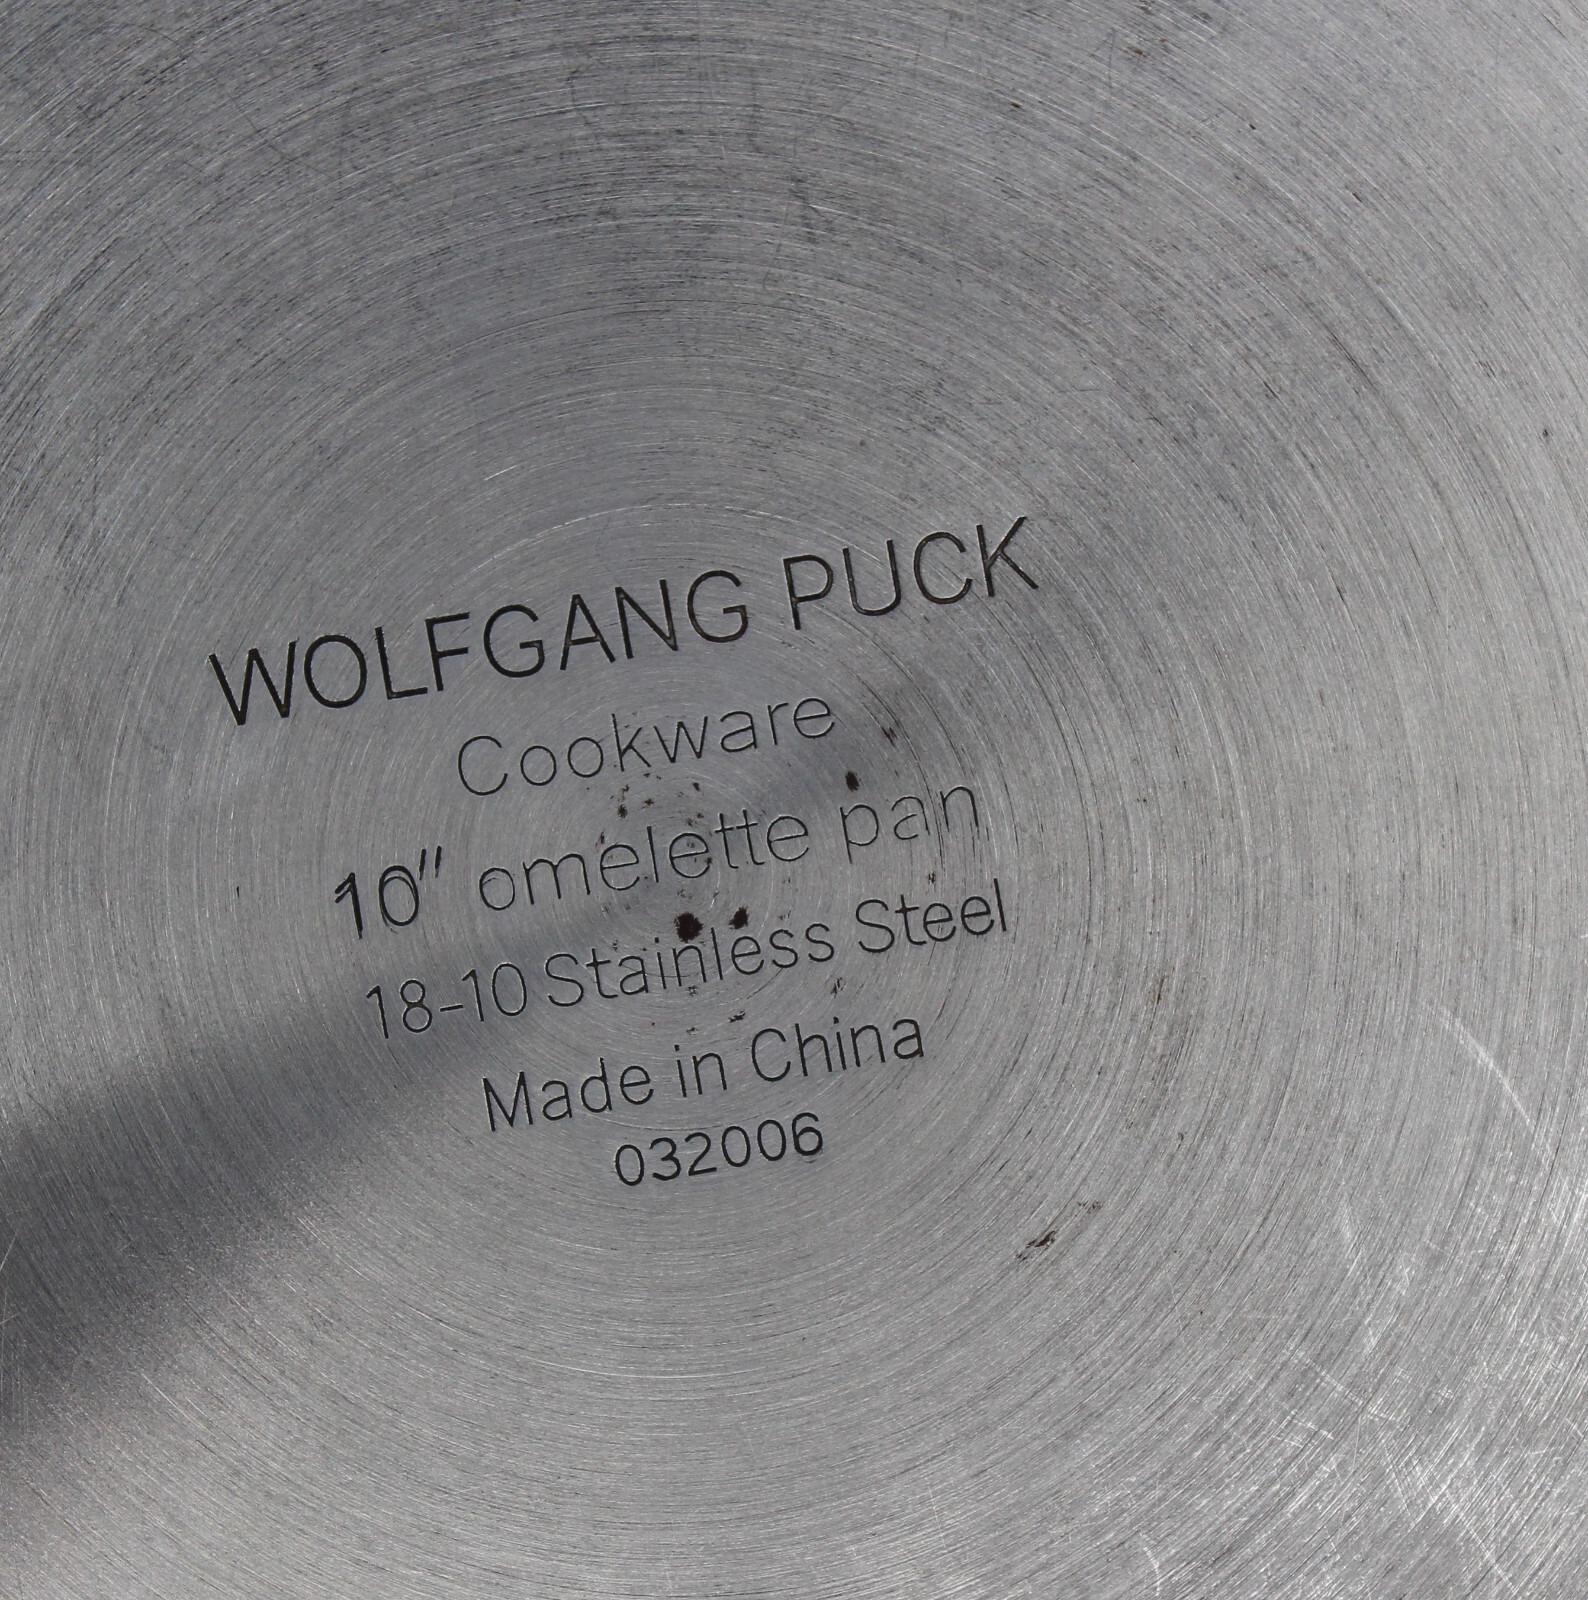 WOLFGANG PUCK
Cookware
10" omelette pan
18-10 Stainless Steel
Made in China
032006